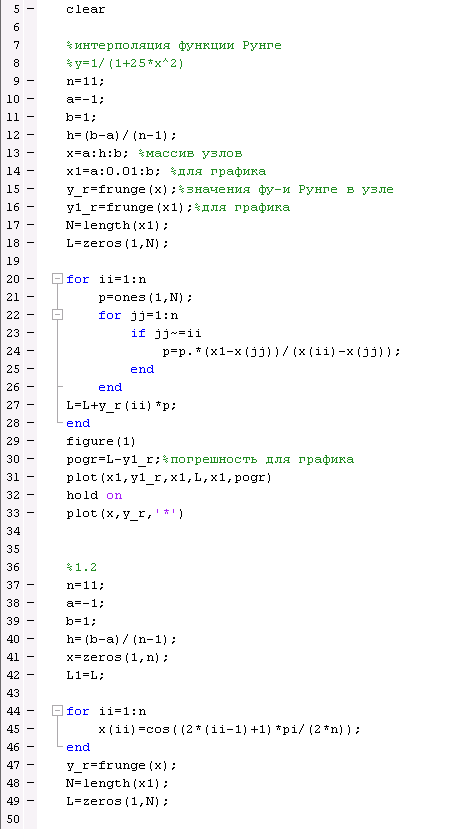 5 — clear
6
7 %интерполяция функции Рунге
8 %y=1/(1+25*x^2)
9 — n=11;
10 — a=-1;
11 — b=1;
12 — h=(b-a)/(n-1);
13 — x=a:h:b; %массив узлов
14 — x1=a:0.01:b; %для графика
15 — y_r=frunge(x);%значения фу-и Рунге в узле
16 — y1_r=frunge(x1);%для графика
17 — N=length(x1);
18 — L=zeros(1,N);
19
20 — for ii=1:n
21 — p=ones(1,N);
22 — for jj=1:n
23 — if jj~=ii
24 — p=p.*(x1-x(jj))/(x(ii)-x(jj));
25 — end
26 — end
27 — L=L+y_r(ii)*p;
28 — end
29 — figure(1)
30 — pogr=L-y1_r;%погрешность для графика
31 — plot(x1,y1_r,x1,L,x1,pogr)
32 — hold on
33 — plot(x,y_r,'*')
34
35
36 %1.2
37 — n=11;
38 — a=-1;
39 — b=1;
40 — h=(b-a)/(n-1);
41 — x=zeros(1,n);
42 — L1=L;
43
44 — for ii=1:n
45 — x(ii)=cos((2*(ii-1)+1)*pi/(2*n));
46 — end
47 — y_r=frunge(x);
48 — N=length(x1);
49 — L=zeros(1,N);
50